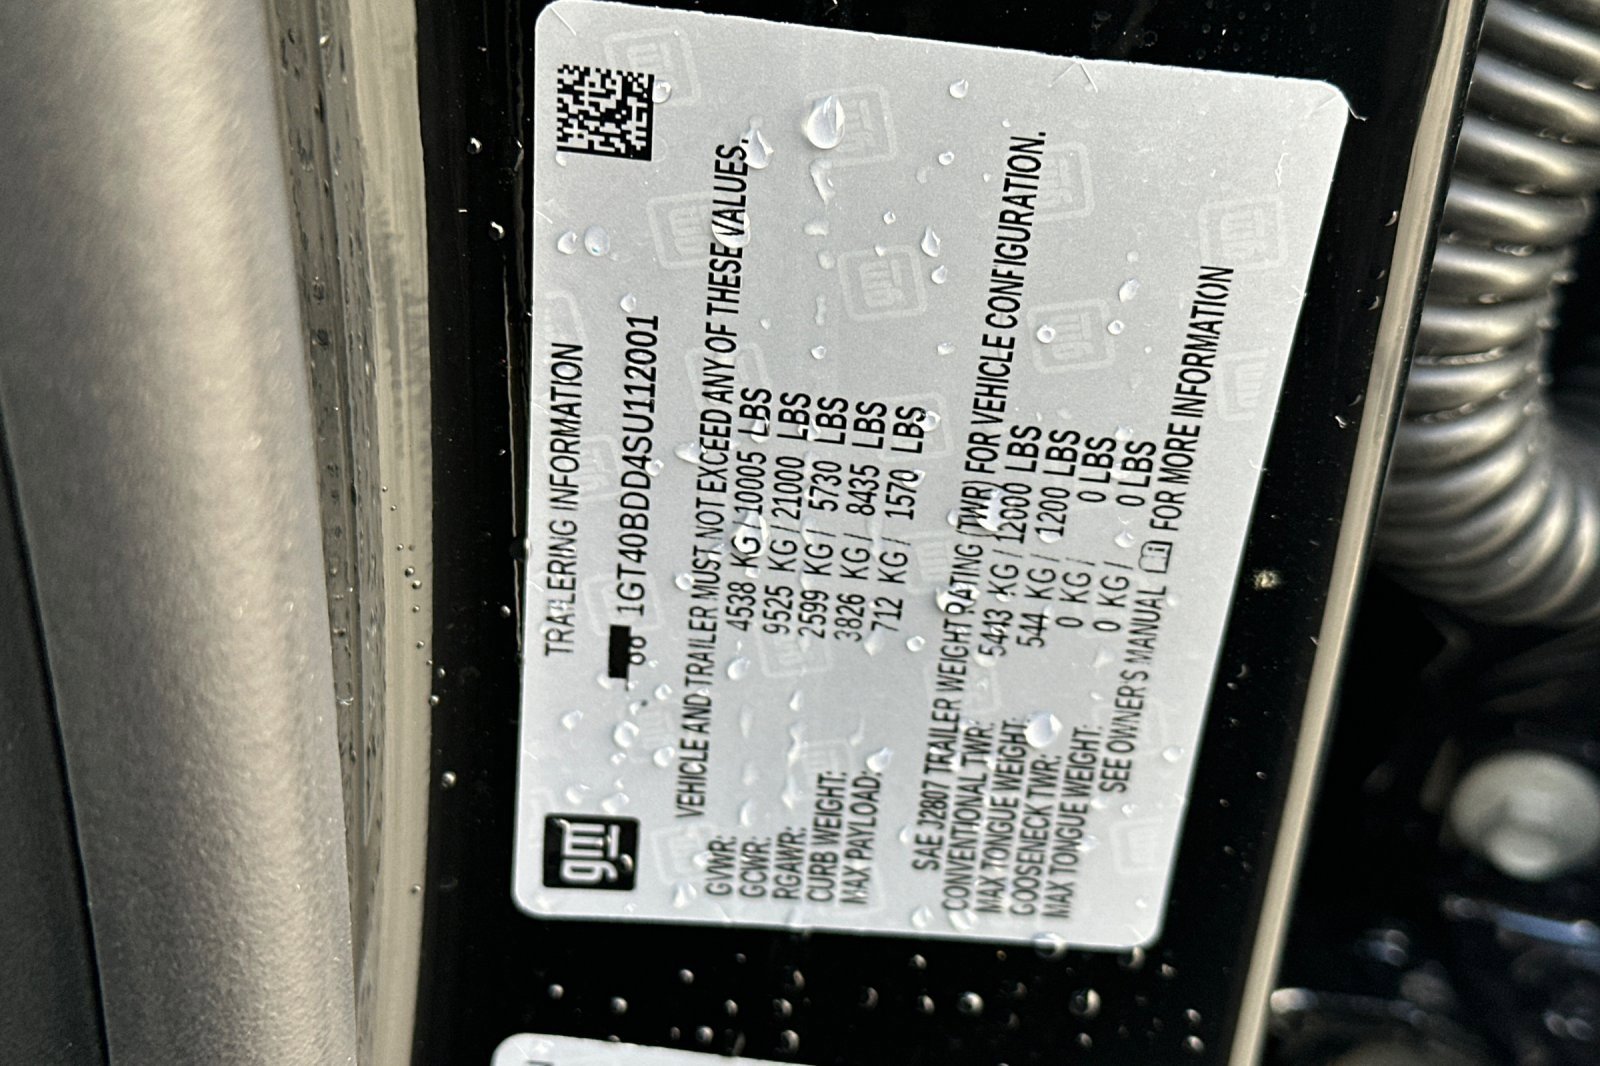 gm
TRAILERING INFORMATION
1GT40BDD4SU112001
VEHICLE AND TRAILER MUST NOT EXCEED ANY OF THESE VALUES.
GVWR: 4538 KG / 10005 LBS
GCWR: 9525 KG / 21000 LBS
RGAWR: 2599 KG / 5730 LBS
CURB WEIGHT: 3826 KG / 8435 LBS
MAX PAYLOAD: 712 KG / 1570 LBS
SAE J2807 TRAILER WEIGHT RATING (TWR) FOR VEHICLE CONFIGURATION.
CONVENTIONAL TWR: 5443 KG / 12000 LBS
MAX TONGUE WEIGHT: 544 KG / 1200 LBS
GOOSENECK TWR: 0 KG / 0 LBS
MAX TONGUE WEIGHT: 0 KG / 0 LBS
SEE OWNER'S MANUAL FOR MORE INFORMATION